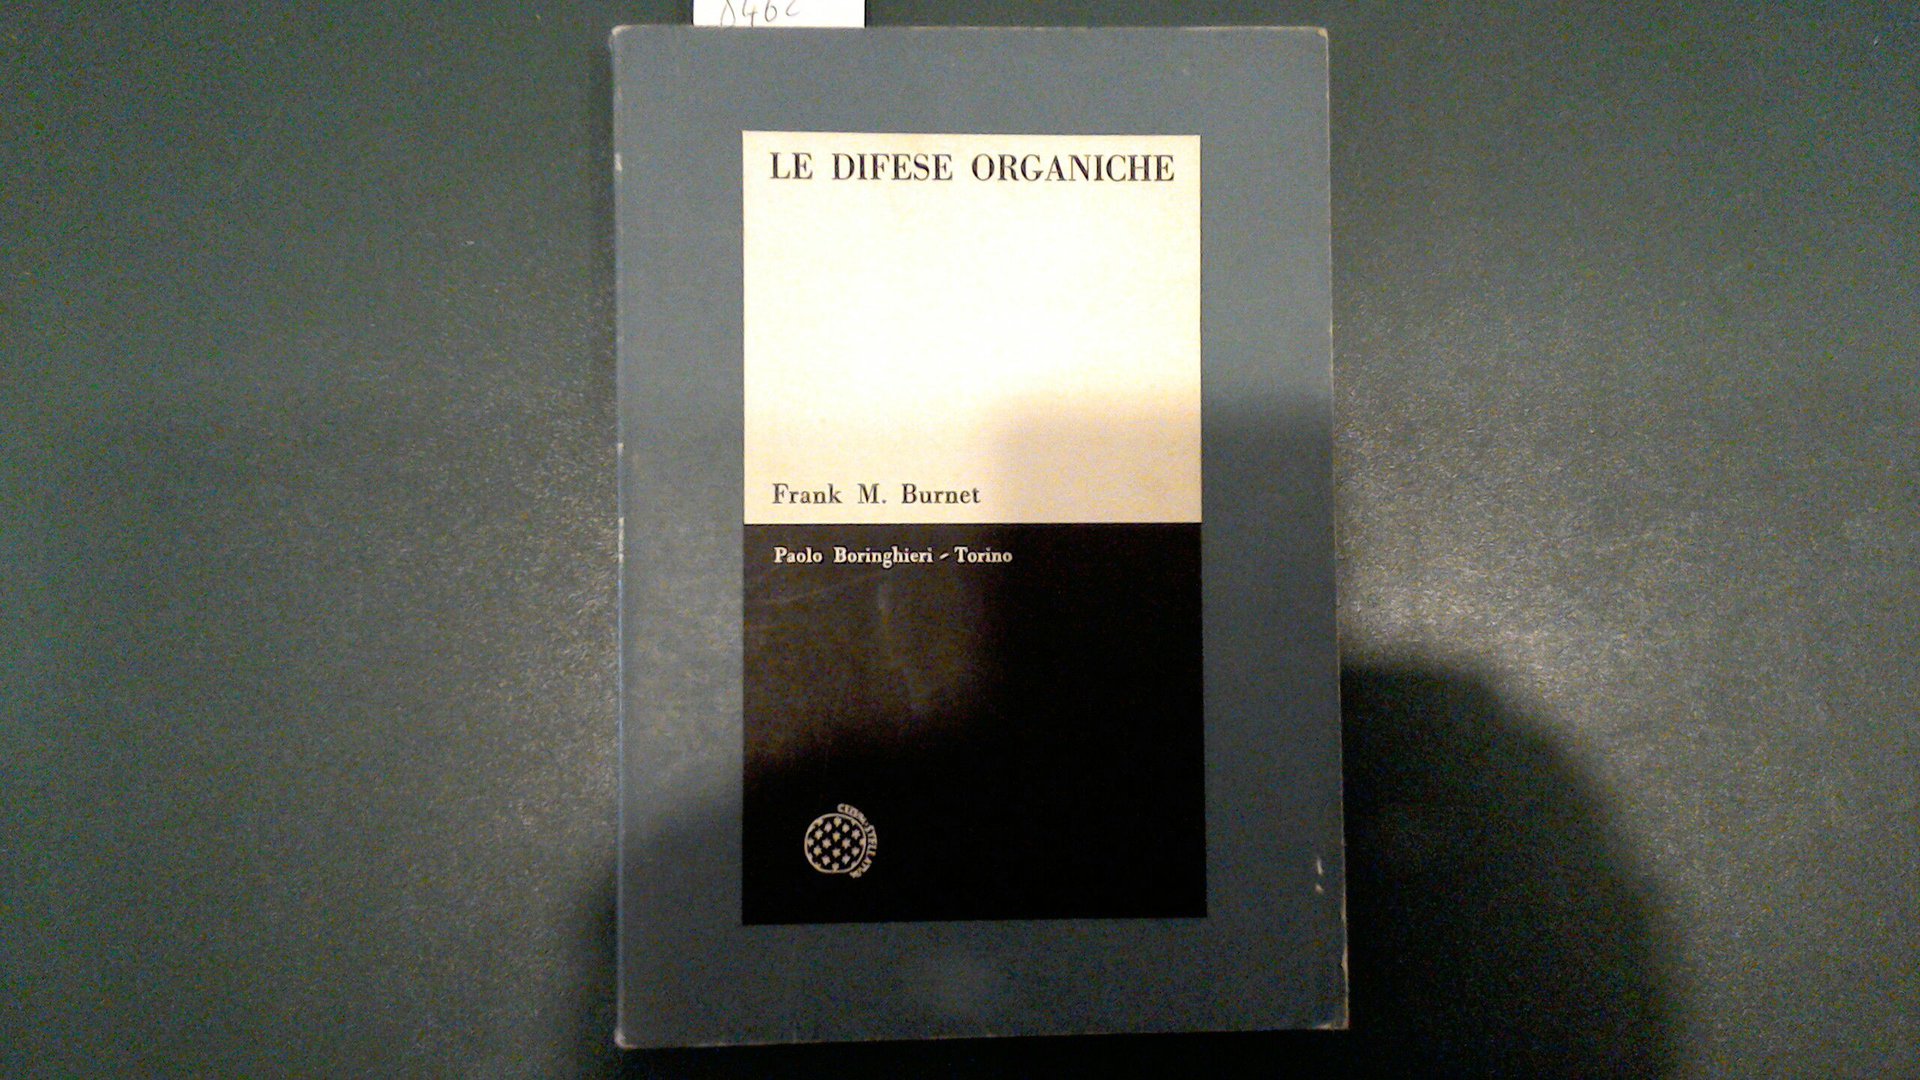 LE DIFESE ORGANICHE
Frank M. Burnet
Paolo Boringhieri - Torino